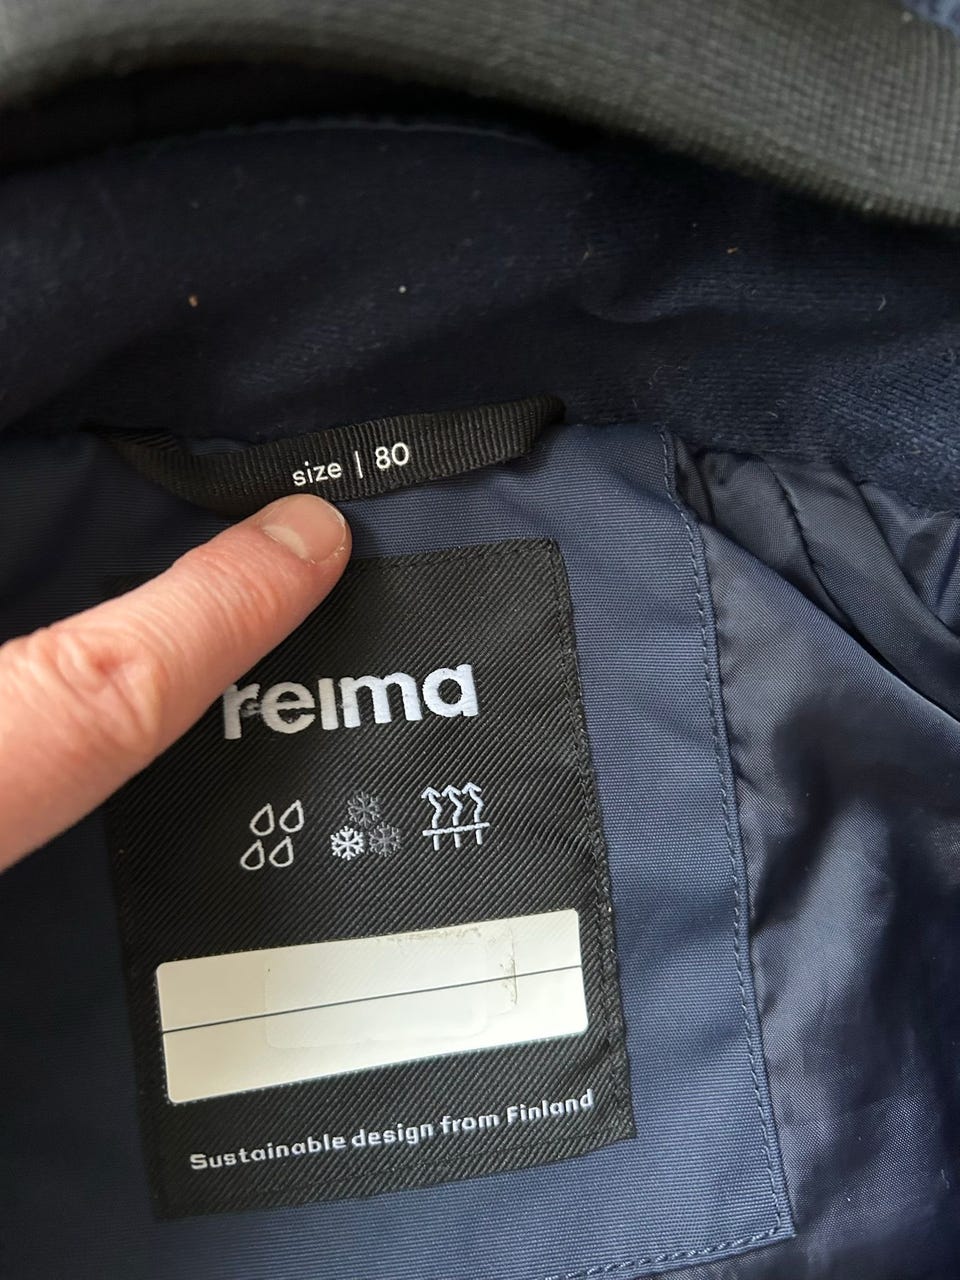 size | 80
reima
Sustainable design from Finland